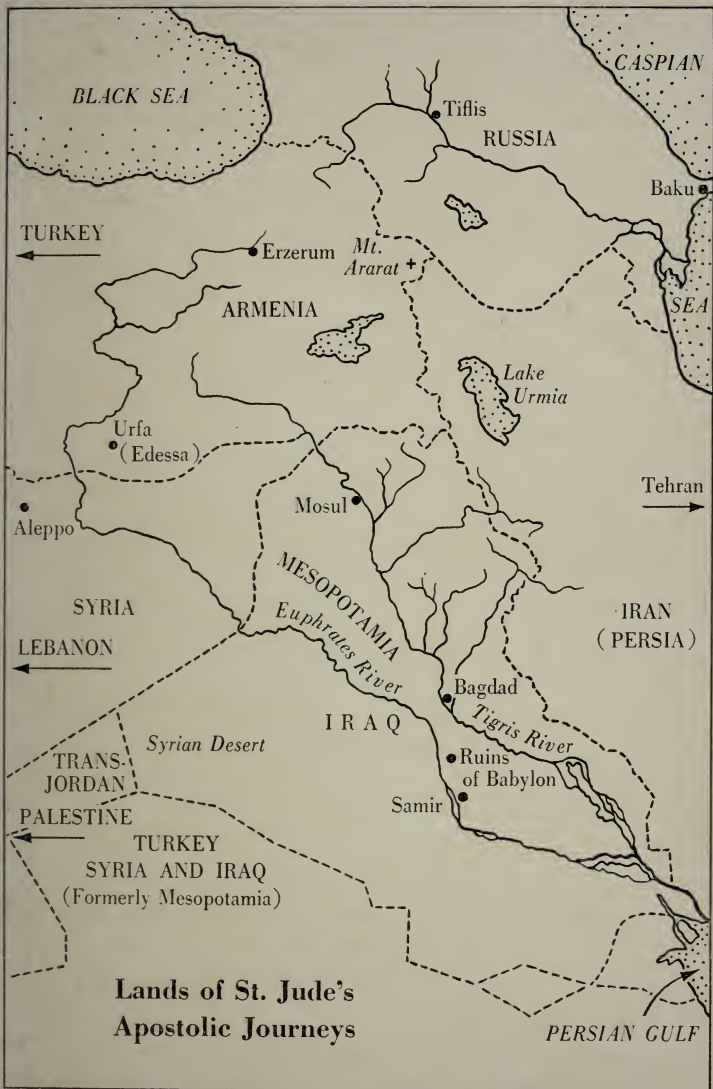 BLACK SEA
CASPIAN
Tiflis
RUSSIA
Baku
TURKEY
Erzerum
Mt.
Ararat
SEA
ARMENIA
Lake
Urmia
Urfa
(Edessa)
Tehran
Mosul
Aleppo
MESOPOTAMIA
SYRIA
Euphrates River
IRAN
(PERSIA)
LEBANON
Bagdad
IRAQ
Tigris River
Syrian Desert
Ruins
of Babylon
TRANS-
JORDAN
Samir
PALESTINE
TURKEY
SYRIA AND IRAQ
(Formerly Mesopotamia)
Lands of St. Jude's
Apostolic Journeys
PERSIAN GULF